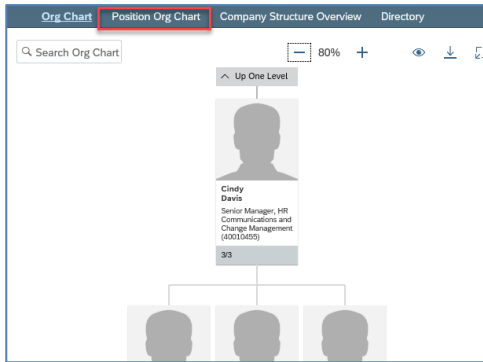 Org Chart Position Org Chart Company Structure Overview Directory
Search Org Chart 80%
Up One Level
Cindy
Davis
Senior Manager, HR
Communications and
Change Management
(40010455)
3/3